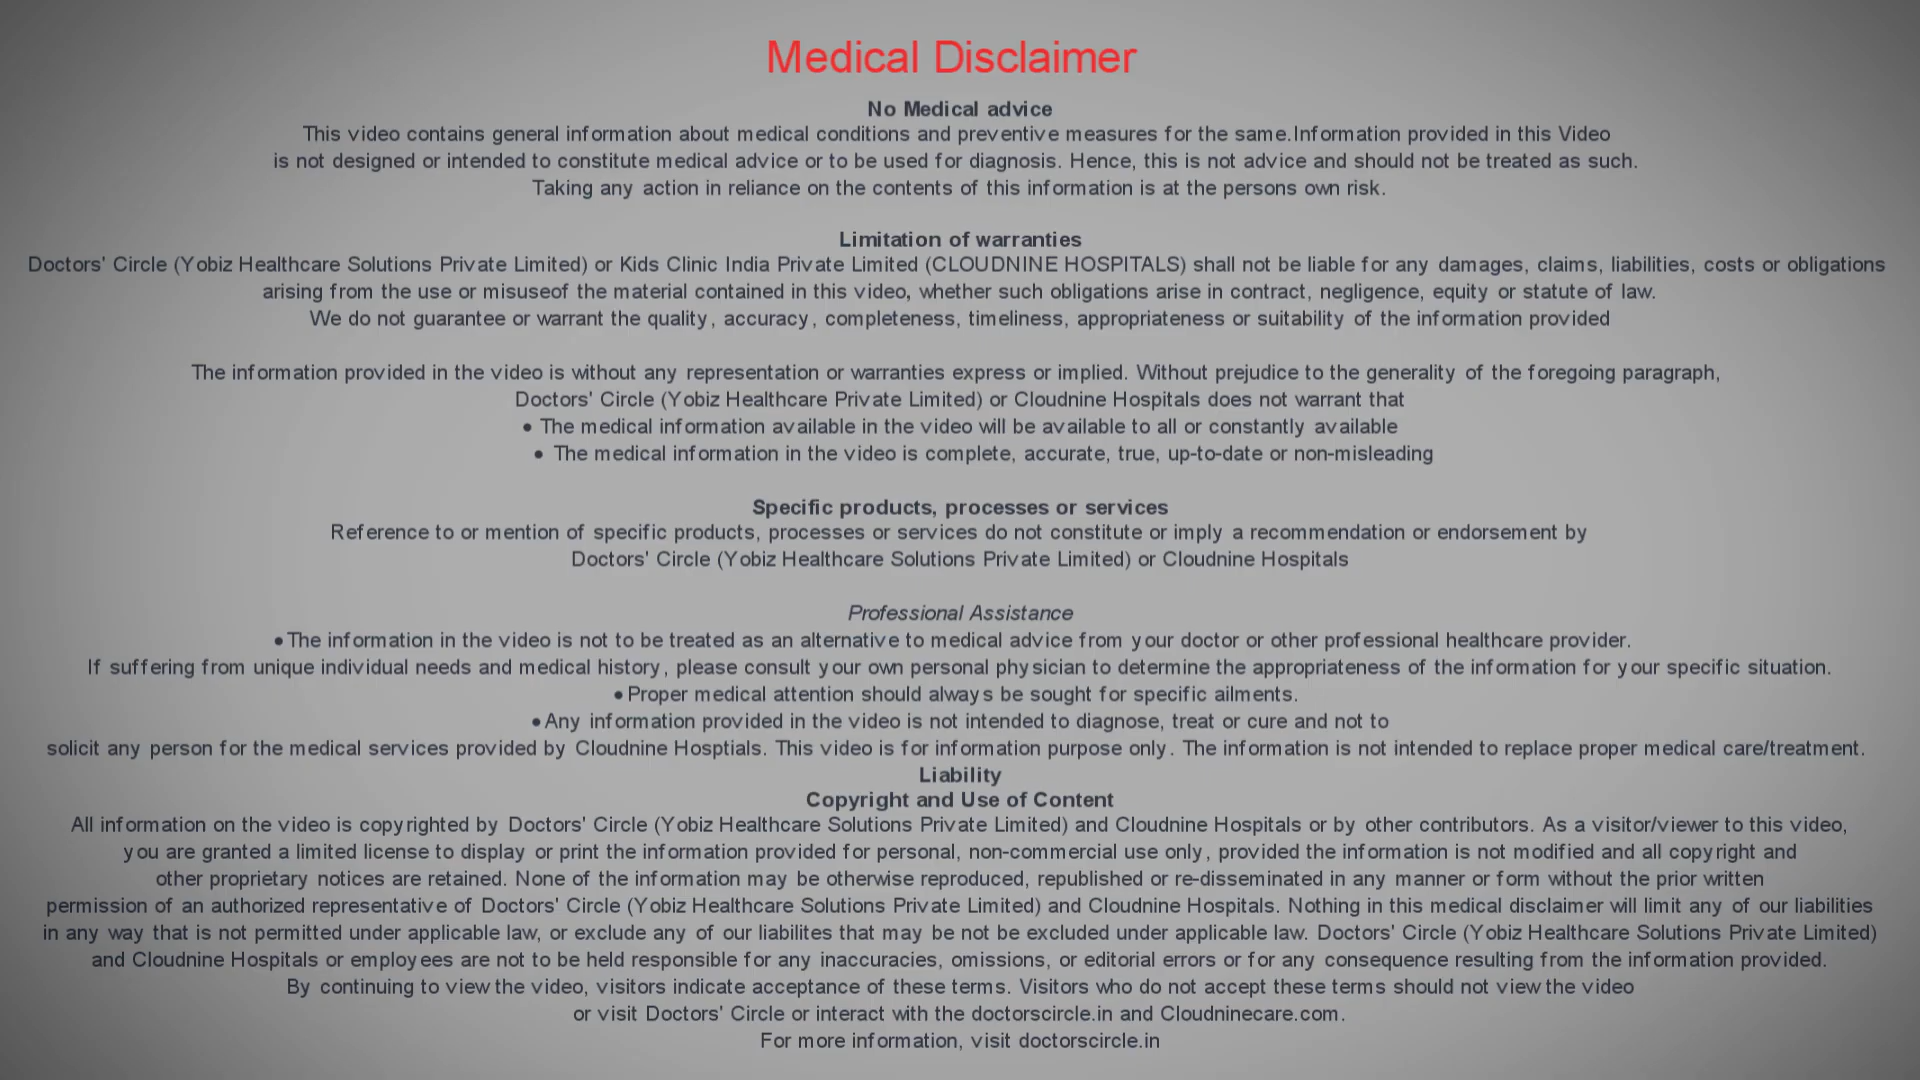 Medical Disclaimer
No Medical advice
This video contains general information about medical conditions and preventive measures for the same.Information provided in this Video
is not designed or intended to constitute medical advice or to be used for diagnosis. Hence, this is not advice and should not be treated as such.
Taking any action in reliance on the contents of this information is at the persons own risk.
Limitation of warranties
Doctors' Circle (Yobiz Healthcare Solutions Private Limited) or Kids Clinic India Private Limited (CLOUDNINE HOSPITALS) shall not be liable for any damages, claims, liabilities, costs or obligations
arising from the use or misuseof the material contained in this video, whether such obligations arise in contract, negligence, equity or statute of law.
We do not guarantee or warrant the quality, accuracy, completeness, timeliness, appropriateness or suitability of the information provided
The information provided in the video is without any representation or warranties express or implied. Without prejudice to the generality of the foregoing paragraph,
Doctors' Circle (Yobiz Healthcare Private Limited) or Cloudnine Hospitals does not warrant that
• The medical information available in the video will be available to all or constantly available
• The medical information in the video is complete, accurate, true, up-to-date or non-misleading
Specific products, processes or services
Reference to or mention of specific products, processes or services do not constitute or imply a recommendation or endorsement by
Doctors' Circle (Yobiz Healthcare Solutions Private Limited) or Cloudnine Hospitals
Professional Assistance
•The information in the video is not to be treated as an alternative to medical advice from your doctor or other professional healthcare provider.
If suffering from unique individual needs and medical history, please consult your own personal physician to determine the appropriateness of the information for your specific situation.
•Proper medical attention should always be sought for specific ailments.
•Any information provided in the video is not intended to diagnose, treat or cure and not to
solicit any person for the medical services provided by Cloudnine Hosptials. This video is for information purpose only. The information is not intended to replace proper medical care/treatment.
Liability
Copyright and Use of Content
All information on the video is copyrighted by Doctors' Circle (Yobiz Healthcare Solutions Private Limited) and Cloudnine Hospitals or by other contributors. As a visitor/viewer to this video,
you are granted a limited license to display or print the information provided for personal, non-commercial use only, provided the information is not modified and all copyright and
other proprietary notices are retained. None of the information may be otherwise reproduced, republished or re-disseminated in any manner or form without the prior written
permission of an authorized representative of Doctors' Circle (Yobiz Healthcare Solutions Private Limited) and Cloudnine Hospitals. Nothing in this medical disclaimer will limit any of our liabilities
in any way that is not permitted under applicable law, or exclude any of our liabilites that may be not be excluded under applicable law. Doctors' Circle (Yobiz Healthcare Solutions Private Limited)
and Cloudnine Hospitals or employees are not to be held responsible for any inaccuracies, omissions, or editorial errors or for any consequence resulting from the information provided.
By continuing to view the video, visitors indicate acceptance of these terms. Visitors who do not accept these terms should not view the video
or visit Doctors' Circle or interact with the doctorscircle.in and Cloudninecare.com.
For more information, visit doctorscircle.in